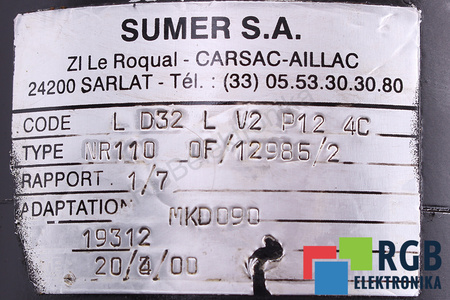 SUMER S.A.
ZI Le Roqual - CARSAC-AILLAC
24200 SARLAT - Tél. : (33) 05.53.30.30.80
CODE L D32 L V2 P12 4C
TYPE NR110 OF/12985/2
RAPPORT 1/7
ADAPTATION MKD090
19312
20/4/00
RGB
ELEKTRONIKA